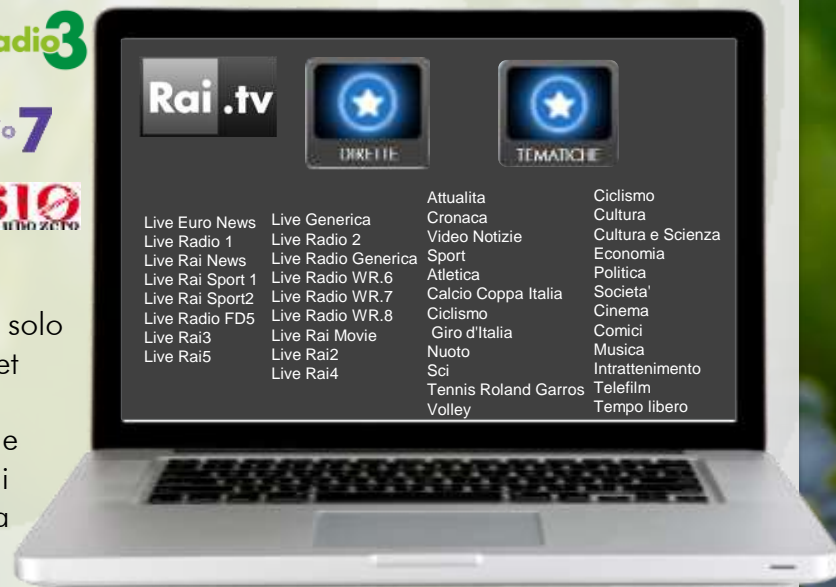 adio3
7
Rai.tv
DIRETTE
TEMATICHE
Live Euro News
Live Radio 1
Live Rai News
Live Rai Sport 1
Live Rai Sport2
Live Radio FD5
Live Rai3
Live Rai5
Live Generica
Live Radio 2
Live Radio Generica
Live Radio WR.6
Live Radio WR.7
Live Radio WR.8
Live Rai Movie
Live Rai2
Live Rai4
Attualita
Cronaca
Video Notizie
Sport
Atletica
Calcio Coppa Italia
Ciclismo
Giro d'Italia
Nuoto
Sci
Tennis Roland Garros
Volley
Ciclismo
Cultura
Cultura e Scienza
Economia
Politica
Societa'
Cinema
Comici
Musica
Intrattenimento
Telefilm
Tempo libero
solo
et
e
i
a